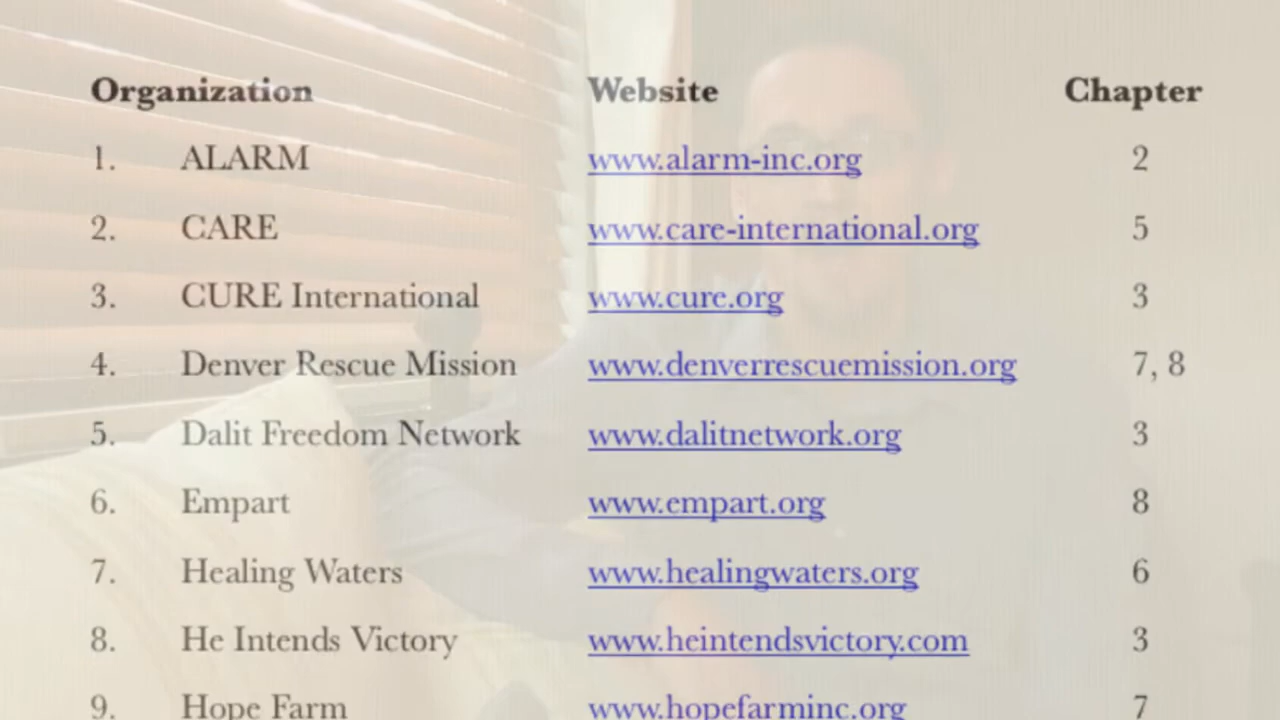 Organization Website Chapter
1. ALARM www.alarm-inc.org 2
2. CARE www.care-international.org 5
3. CURE International www.cure.org 3
4. Denver Rescue Mission www.denverrescuemission.org 7, 8
5. Dalit Freedom Network www.dalitnetwork.org 3
6. Empart www.empart.org 8
7. Healing Waters www.healingwaters.org 6
8. He Intends Victory www.heintendsvictory.com 3
9. Hope Farm www.hopefarminc.org 7